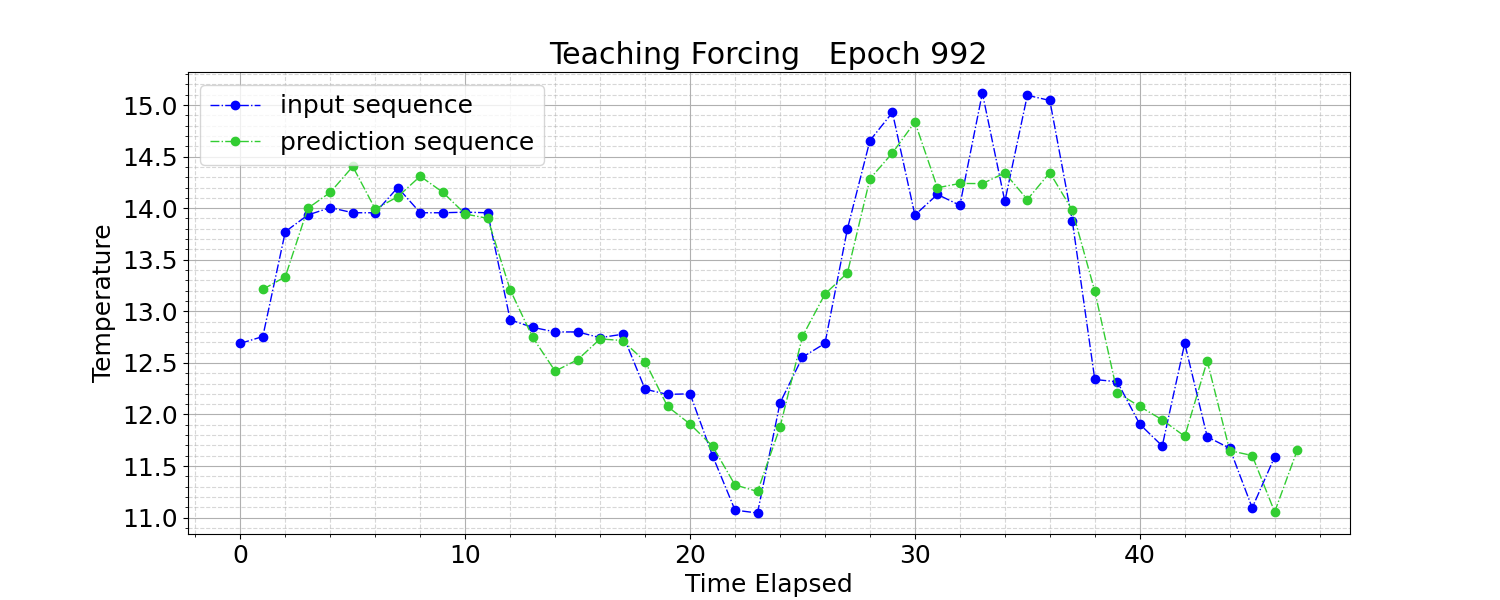 Teaching Forcing   Epoch 992
input sequence
prediction sequence
Temperature
15.0
14.5
14.0
13.5
13.0
12.5
12.0
11.5
11.0
0 10 20 30 40
Time Elapsed